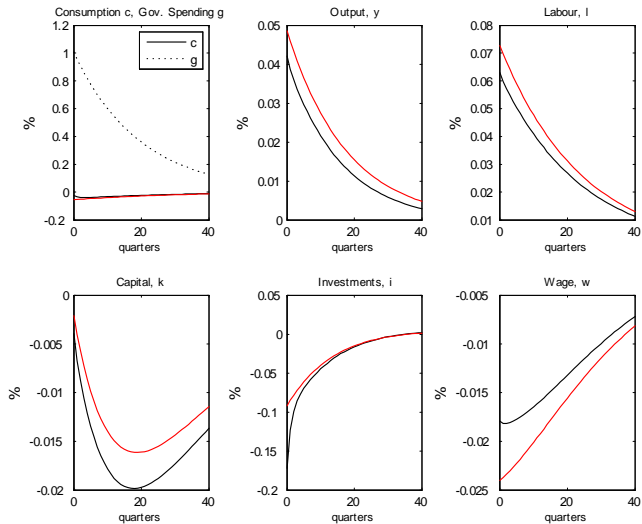 Consumption c, Gov. Spending g
Output, y
Labour, l
1.2
1
0.8
0.6
0.4
0.2
0
-0.2
%
c
g
0 20 40
quarters
0.05
0.04
0.03
0.02
0.01
0
%
0 20 40
quarters
0.08
0.07
0.06
0.05
0.04
0.03
0.02
0.01
%
0 20 40
quarters
Capital, k
Investments, i
Wage, w
0
-0.005
-0.01
-0.015
-0.02
%
0 20 40
quarters
0.05
0
-0.05
-0.1
-0.15
-0.2
%
0 20 40
quarters
-0.005
-0.01
-0.015
-0.02
-0.025
%
0 20 40
quarters